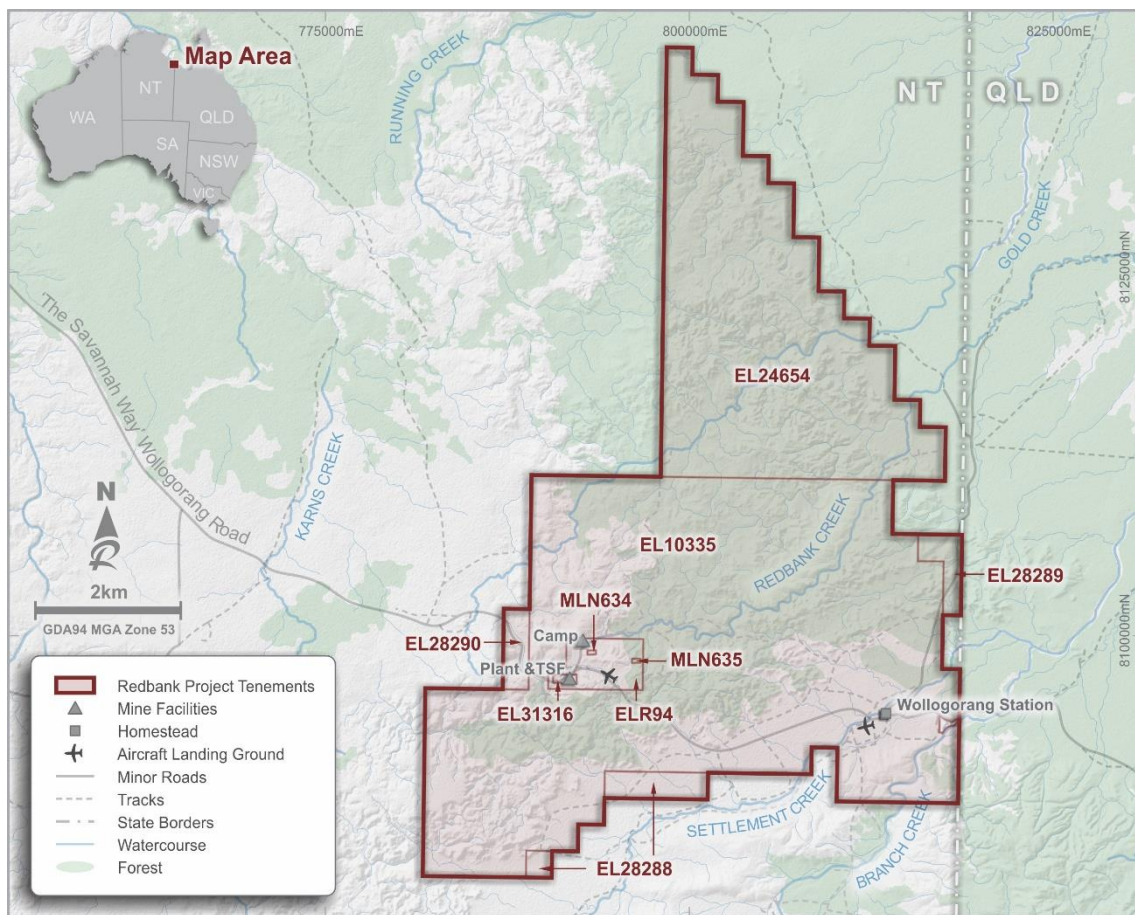 775000mE
800000mE
825000mE
Map Area
NT
WA
QLD
SA
NSW
VIC
RUNNING CREEK
NT QLD
GOLD CREEK
8125000mN
The Savannah Way Wollogorang Road
KARNS CREEK
EL24654
N
2km
GDA94 MGA Zone 53
EL10335
REDBANK CREEK
EL28289
MLN634
EL28290
Camp
8100000mN
Plant &TSF
MLN635
EL31316
ELR94
Wollogorang Station
SETTLEMENT CREEK
BRANCH CREEK
EL28288
Redbank Project Tenements
Mine Facilities
Homestead
Aircraft Landing Ground
Minor Roads
Tracks
State Borders
Watercourse
Forest